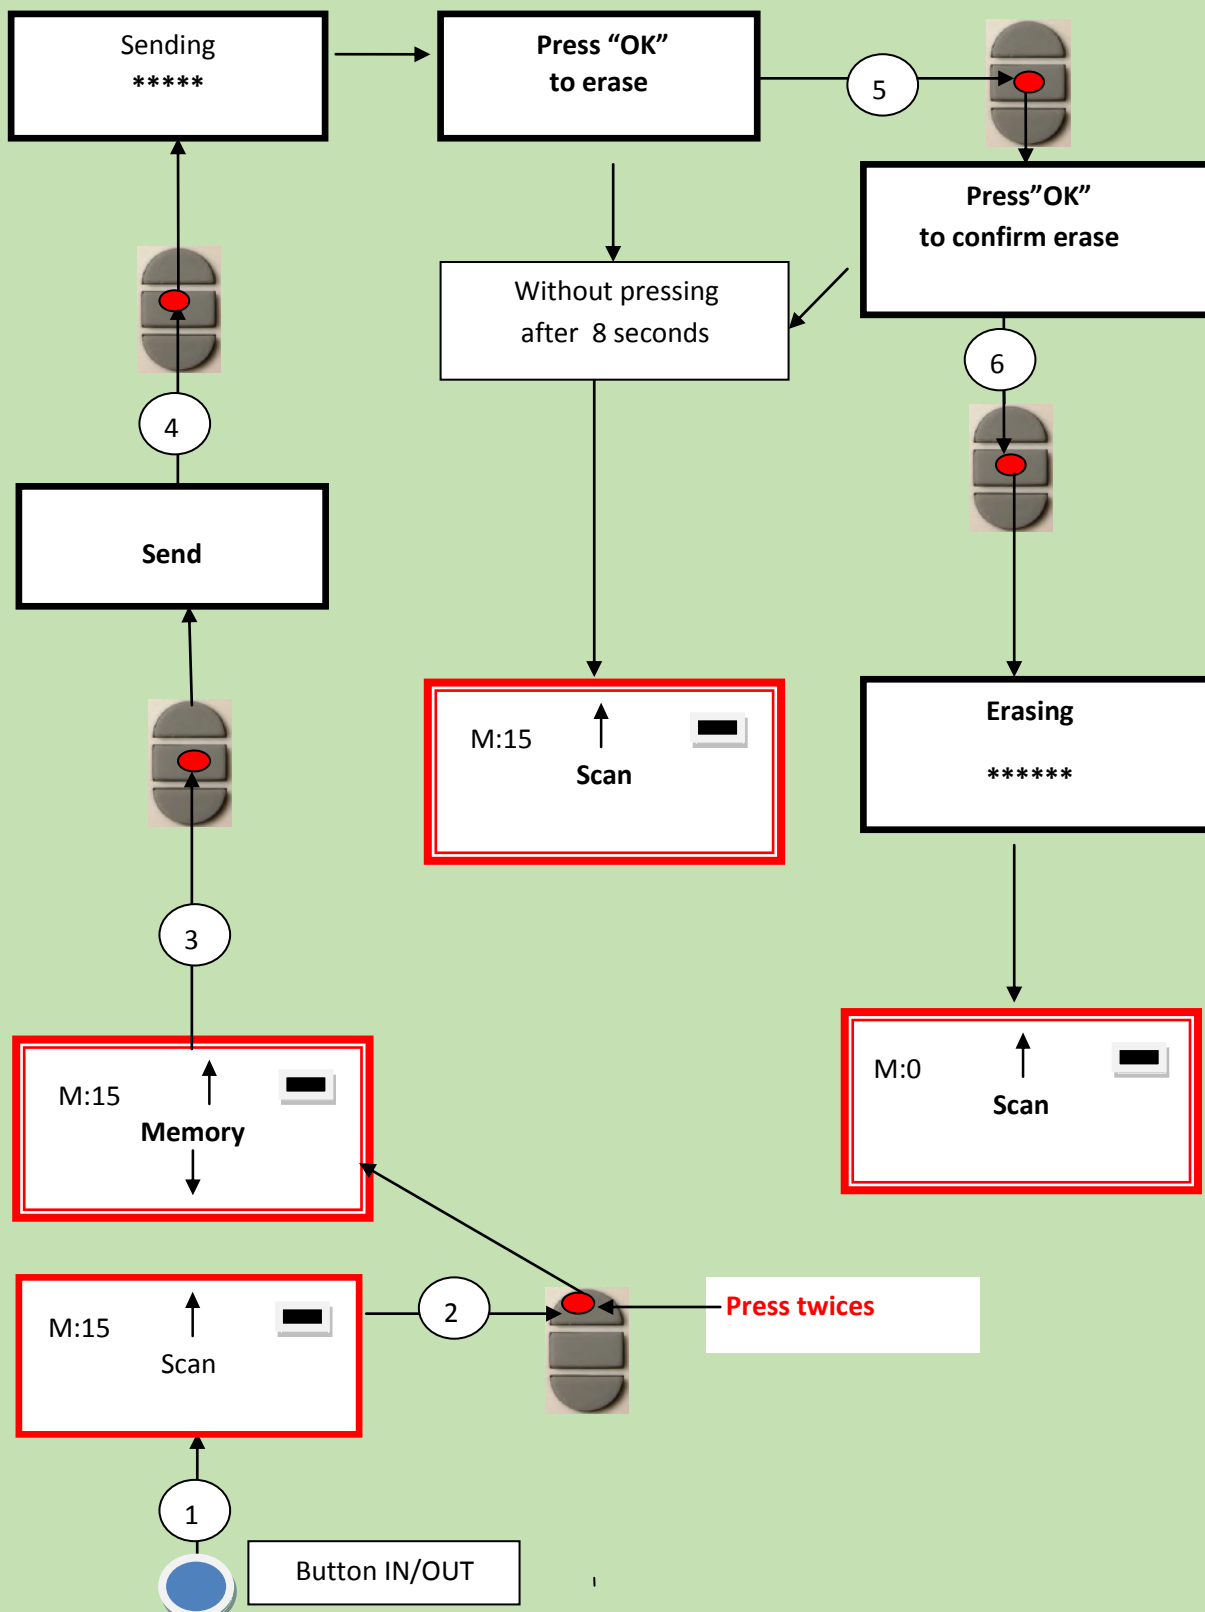 Sending
*****
Press “OK”
to erase
5
Press”OK”
to confirm erase
Without pressing
after 8 seconds
6
4
Send
M:15
Scan
Erasing
******
3
M:15
Memory
M:0
Scan
M:15
Scan
2
Press twices
1
Button IN/OUT